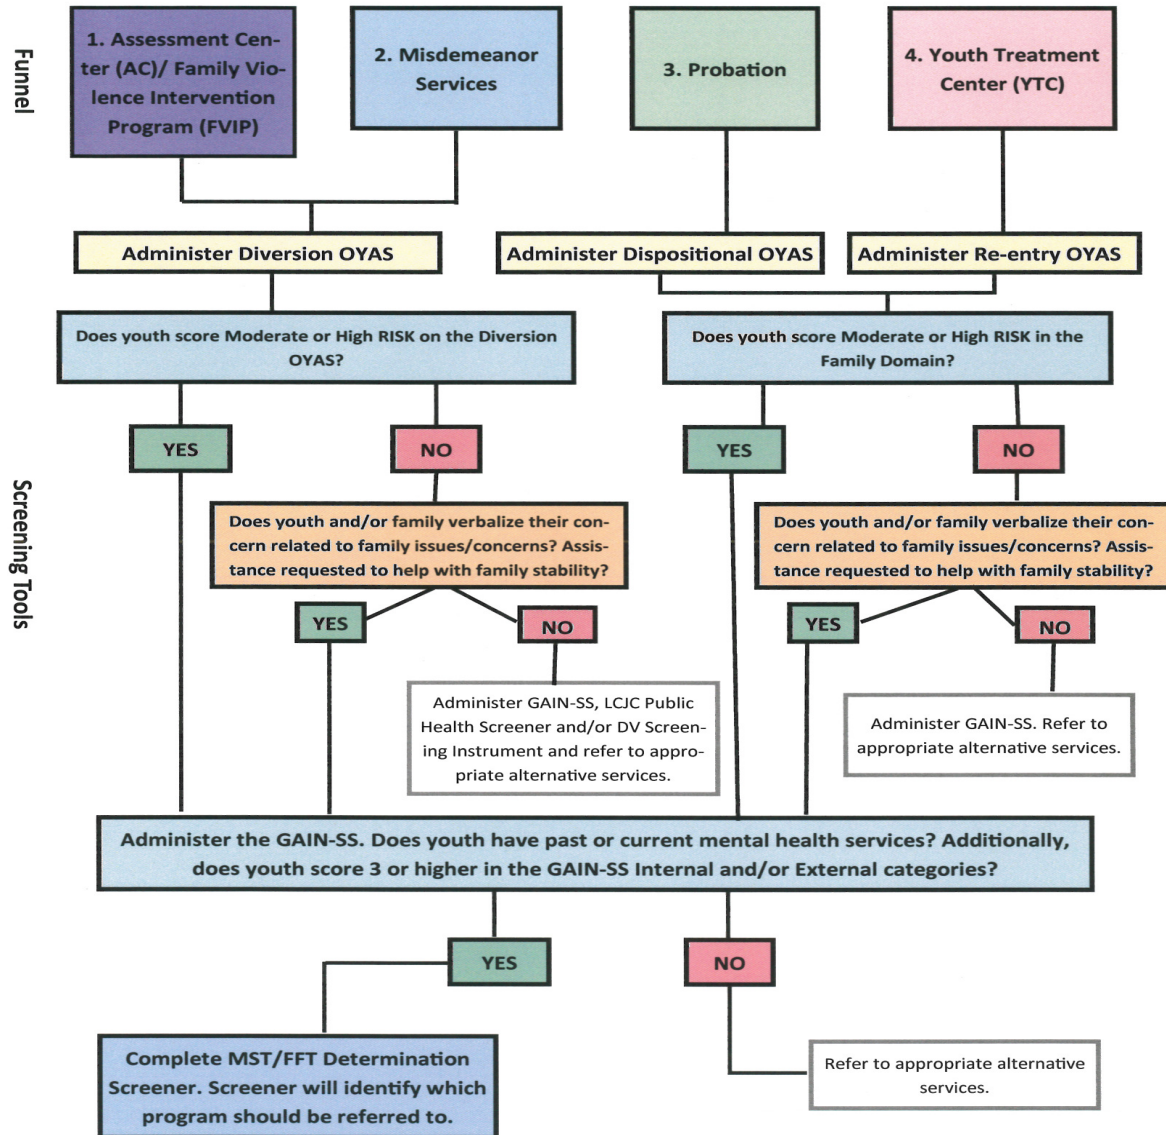 Funnel
1. Assessment Cen-
ter (AC)/ Family Vio-
lence Intervention
Program (FVIP)
2. Misdemeanor
Services
3. Probation
4. Youth Treatment
Center (YTC)
Administer Diversion OYAS
Administer Dispositional OYAS
Administer Re-entry OYAS
Does youth score Moderate or High RISK on the Diversion
OYAS?
Does youth score Moderate or High RISK in the
Family Domain?
YES
NO
YES
NO
Screening Tools
Does youth and/or family verbalize their con-
cern related to family issues/concerns? Assis-
tance requested to help with family stability?
Does youth and/or family verbalize their con-
cern related to family issues/concerns? Assis-
tance requested to help with family stability?
YES
NO
YES
NO
Administer GAIN-SS, LCJC Public
Health Screener and/or DV Screen-
ing Instrument and refer to appro-
priate alternative services.
Administer GAIN-SS. Refer to
appropriate alternative services.
Administer the GAIN-SS. Does youth have past or current mental health services? Additionally,
does youth score 3 or higher in the GAIN-SS Internal and/or External categories?
YES
NO
Complete MST/FFT Determination
Screener. Screener will identify which
program should be referred to.
Refer to appropriate alternative
services.